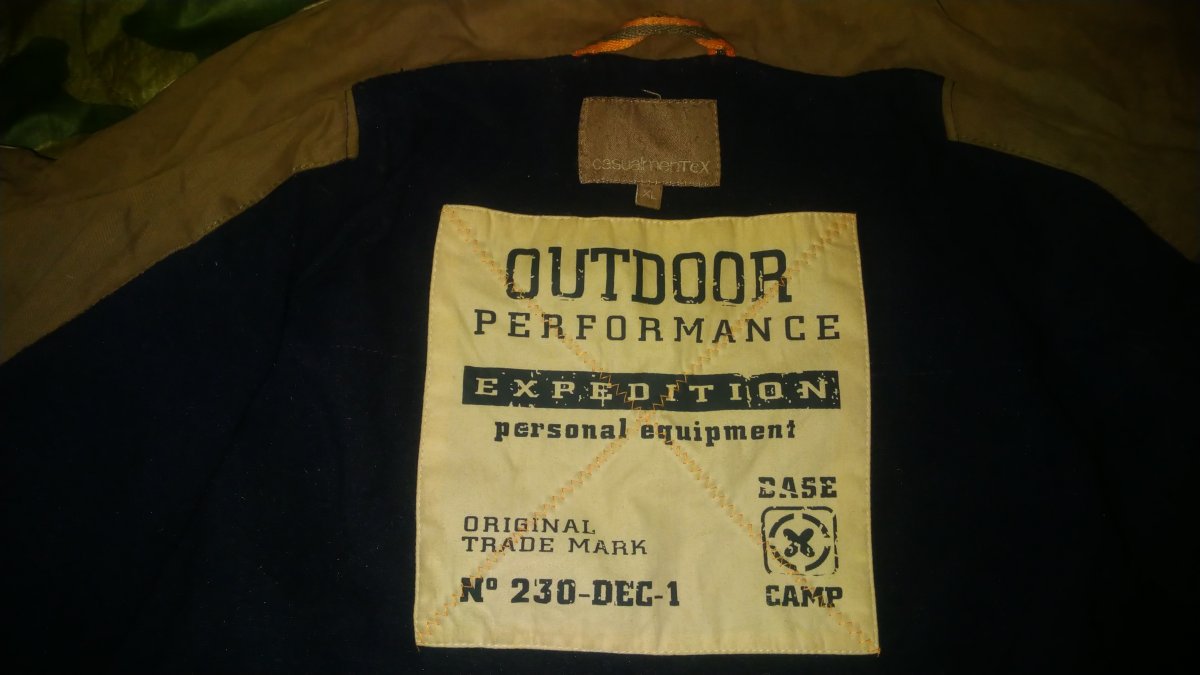 casualmenTex
XL
OUTDOOR
PERFORMANCE
EXPEDITION
personal equipment
BASE
CAMP
ORIGINAL
TRADE MARK
Nº 230-DEC-1